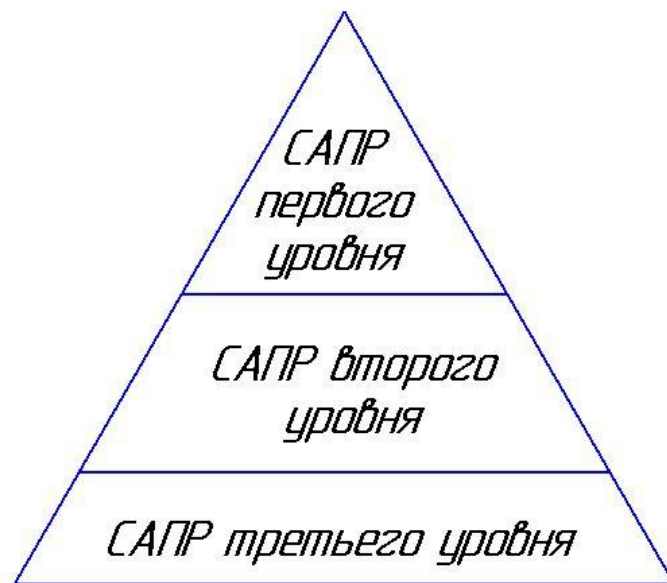 САПР
первого
уровня
САПР второго
уровня
САПР третьего уровня